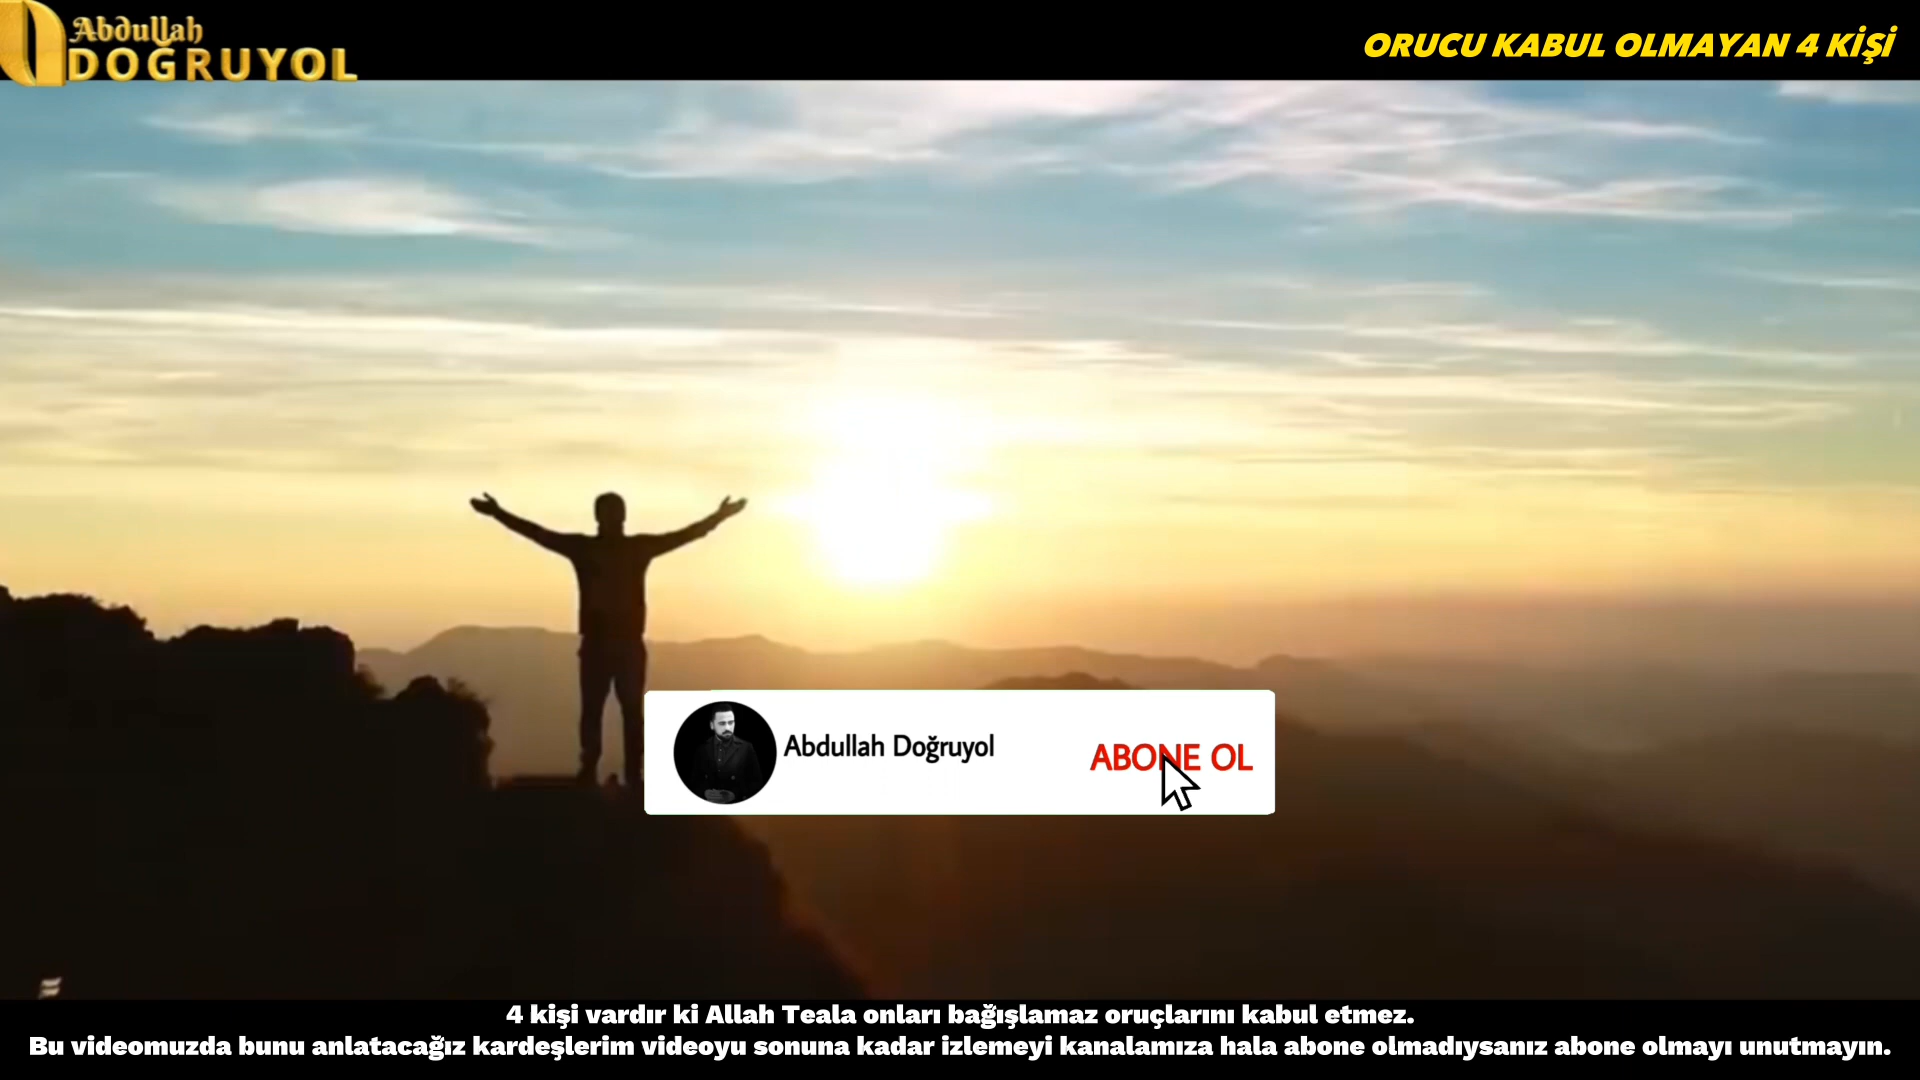 Abdullah
DOĞRUYOL
ORUCU KABUL OLMAYAN 4 KİŞİ
Abdullah Doğruyol
ABONE OL
4 kişi vardır ki Allah Teala onları bağışlamaz oruçlarını kabul etmez.
Bu videomuzda bunu anlatacağız kardeşlerim videoyu sonuna kadar izlemeyi kanalamıza hala abone olmadıysanız abone olmayı unutmayın.